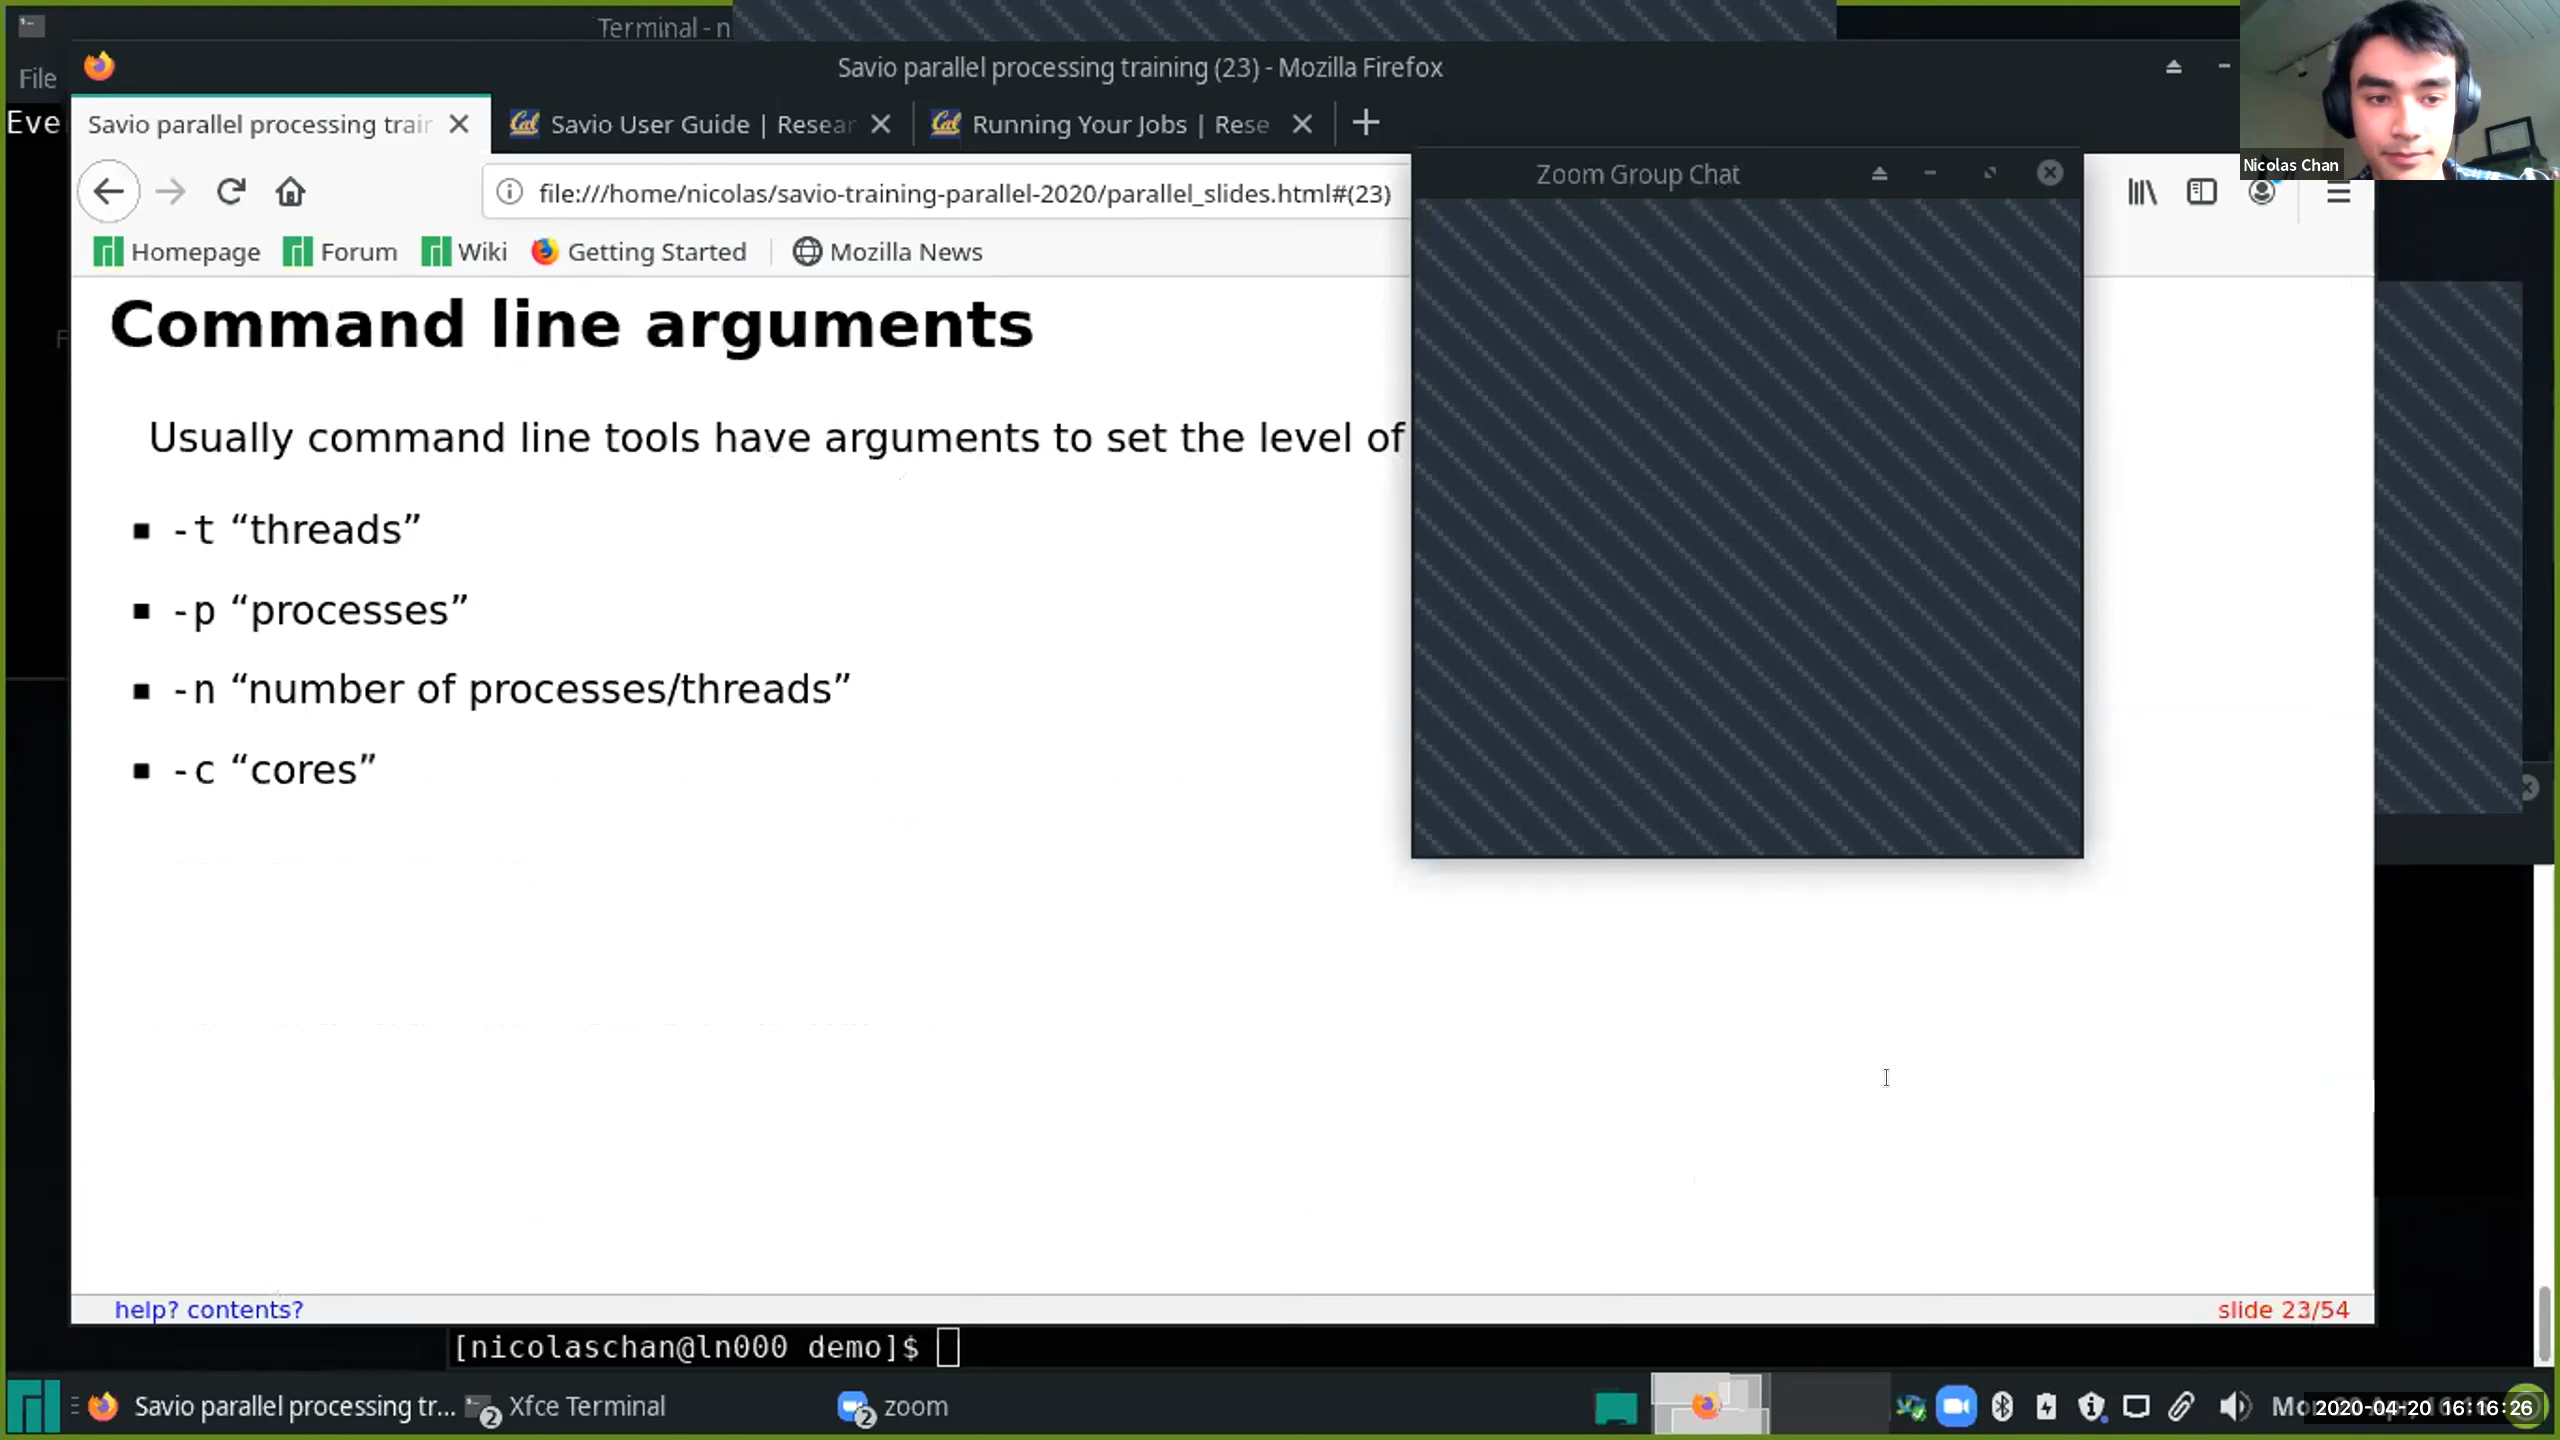 Terminal - n
Savio parallel processing training (23) - Mozilla Firefox
File
Eve
Savio parallel processing trair
Savio User Guide | Resear
Running Your Jobs | Rese
Nicolas Chan
Zoom Group Chat
file:///home/nicolas/savio-training-parallel-2020/parallel_slides.html#(23)
Homepage
Forum
Wiki
Getting Started
Mozilla News
Command line arguments
Usually command line tools have arguments to set the level of
-t “threads”
-p “processes”
-n “number of processes/threads”
-c “cores”
help? contents?
slide 23/54
[nicolaschan@ln000 demo]$
Savio parallel processing tr...
2
Xfce Terminal
2
zoom
2020-04-20 16:16:26